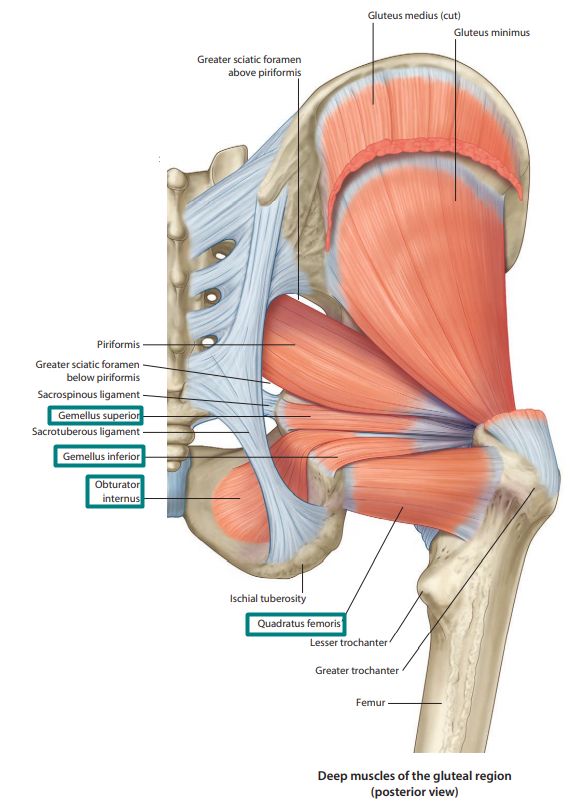 Gluteus medius (cut)
Gluteus minimus
Greater sciatic foramen
above piriformis
Piriformis
Greater sciatic foramen
below piriformis
Sacrospinous ligament
Gemellus superior
Sacrotuberous ligament
Gemellus inferior
Obturator
internus
Ischial tuberosity
Quadratus femoris
Lesser trochanter
Greater trochanter
Femur
Deep muscles of the gluteal region
(posterior view)